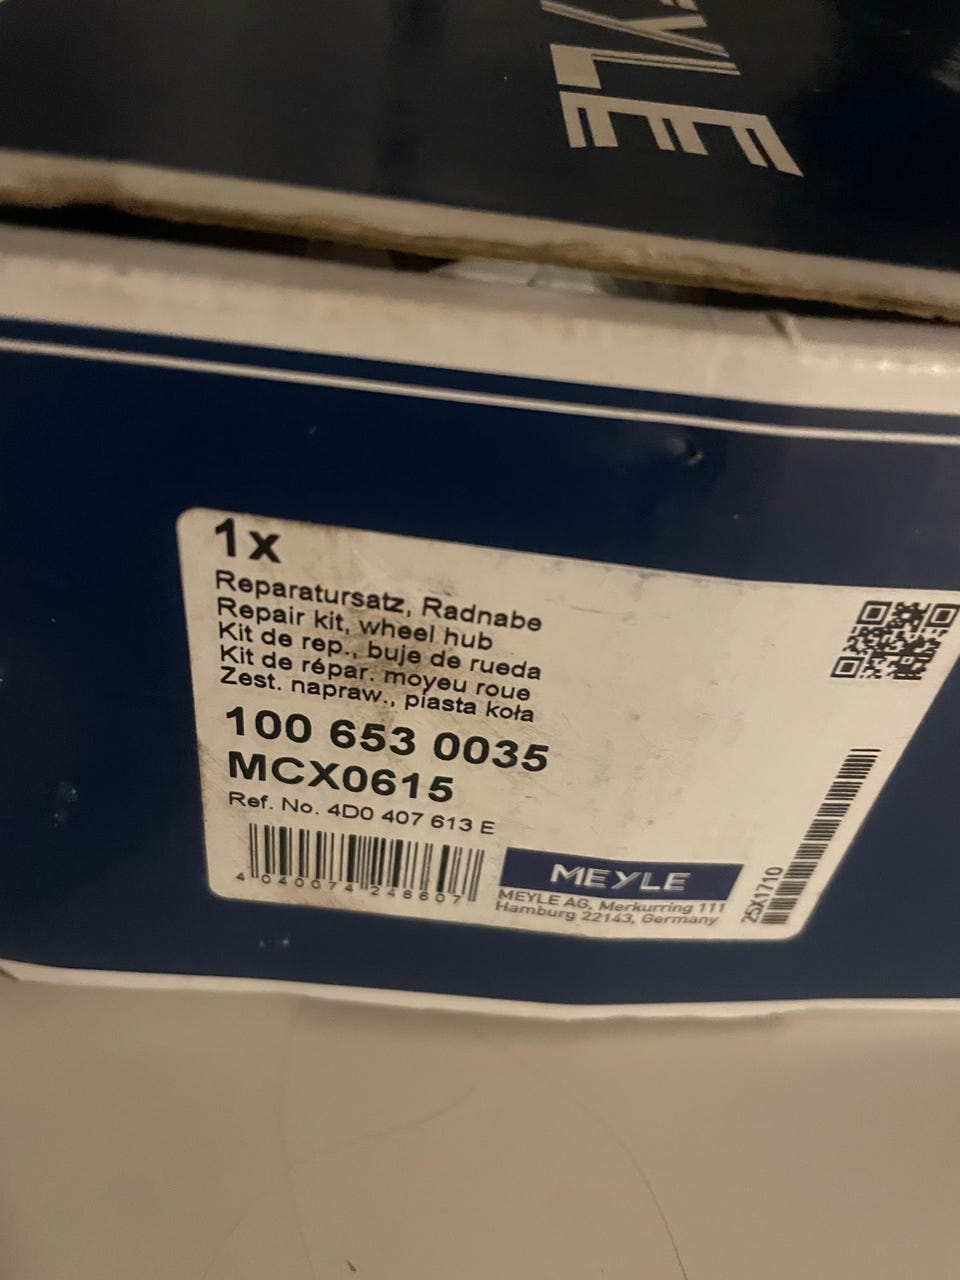 YLE
1x
Reparatursatz, Radnabe
Repair kit, wheel hub
Kit de rep., buje de rueda
Kit de répar. moyeu roue
Zest. napraw., piasta koła
100 653 0035
MCX0615
Ref. No. 4D0 407 613 E
4 040074 248607
MEYLE
MEYLE AG, Merkurring 111
Hamburg 22143, Germany
25X1710